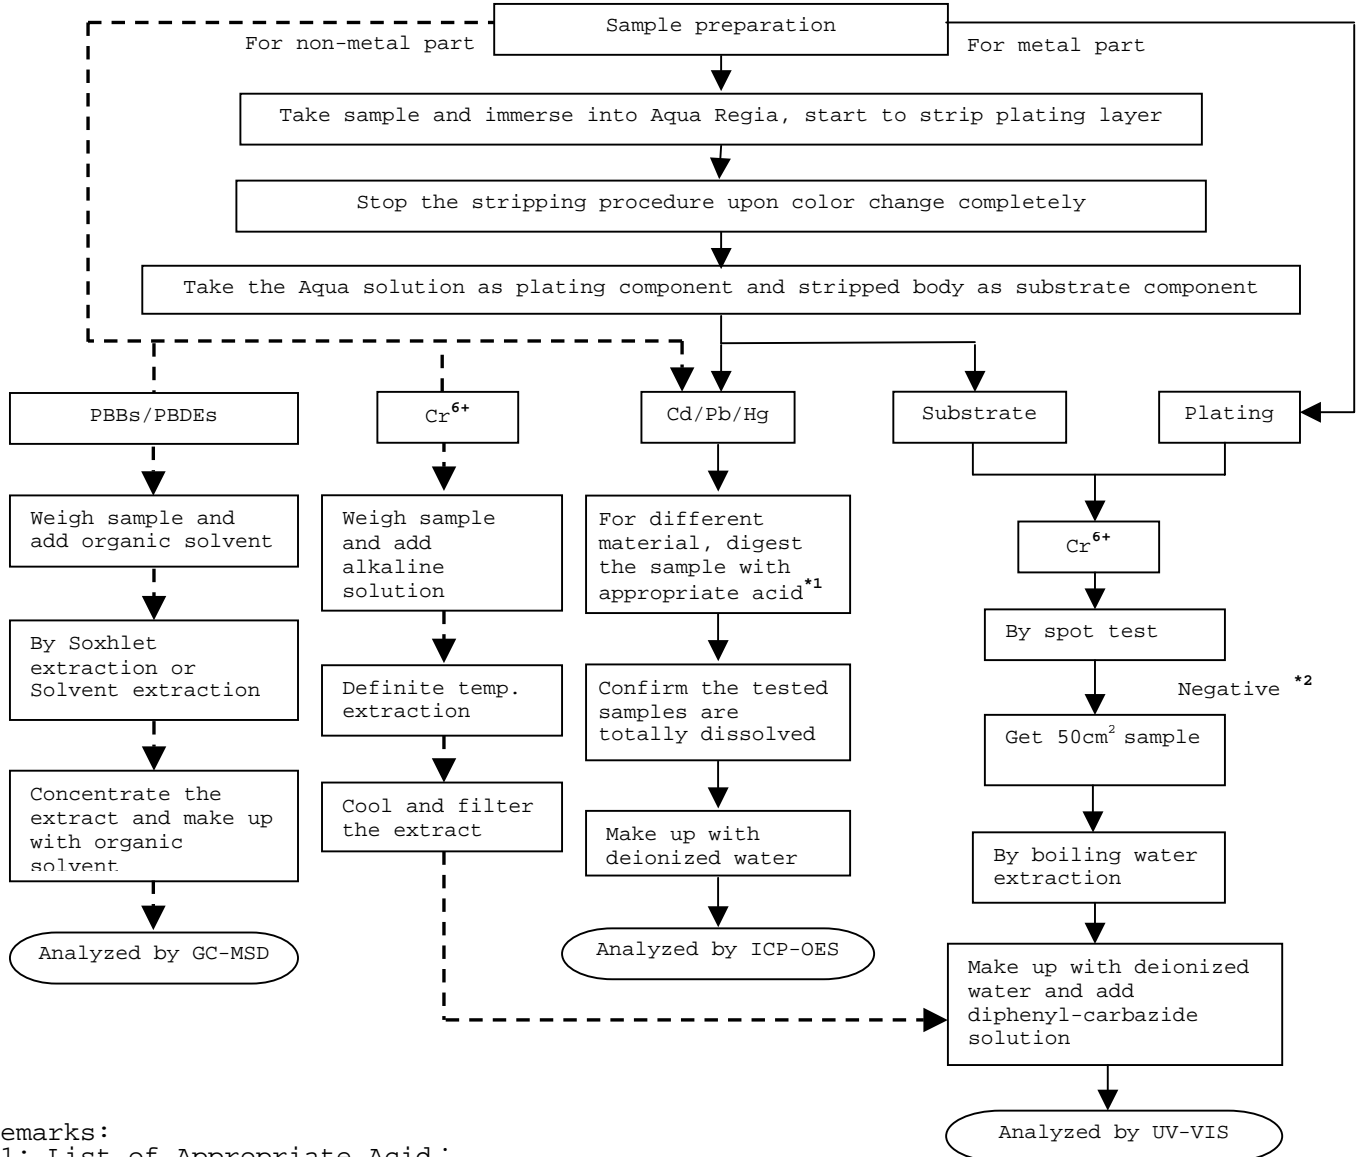 Sample preparation
For non-metal part
For metal part
Take sample and immerse into Aqua Regia, start to strip plating layer
Stop the stripping procedure upon color change completely
Take the Aqua solution as plating component and stripped body as substrate component
PBBs/PBDEs
Cr6+
Cd/Pb/Hg
Substrate
Plating
Weigh sample and
add organic solvent
Weigh sample
and add
alkaline
solution
For different
material, digest
the sample with
appropriate acid*1
Cr6+
By Soxhlet
extraction or
Solvent extraction
Definite temp.
extraction
Confirm the tested
samples are
totally dissolved
By spot test
Negative *2
Get 50cm2 sample
Concentrate the
extract and make up
with organic
solvent
Cool and filter
the extract
Make up with
deionized water
By boiling water
extraction
Analyzed by GC-MSD
Analyzed by ICP-OES
Make up with deionized
water and add
diphenyl-carbazide
solution
Analyzed by UV-VIS
emarks:
1: List of Appropriate Acid: